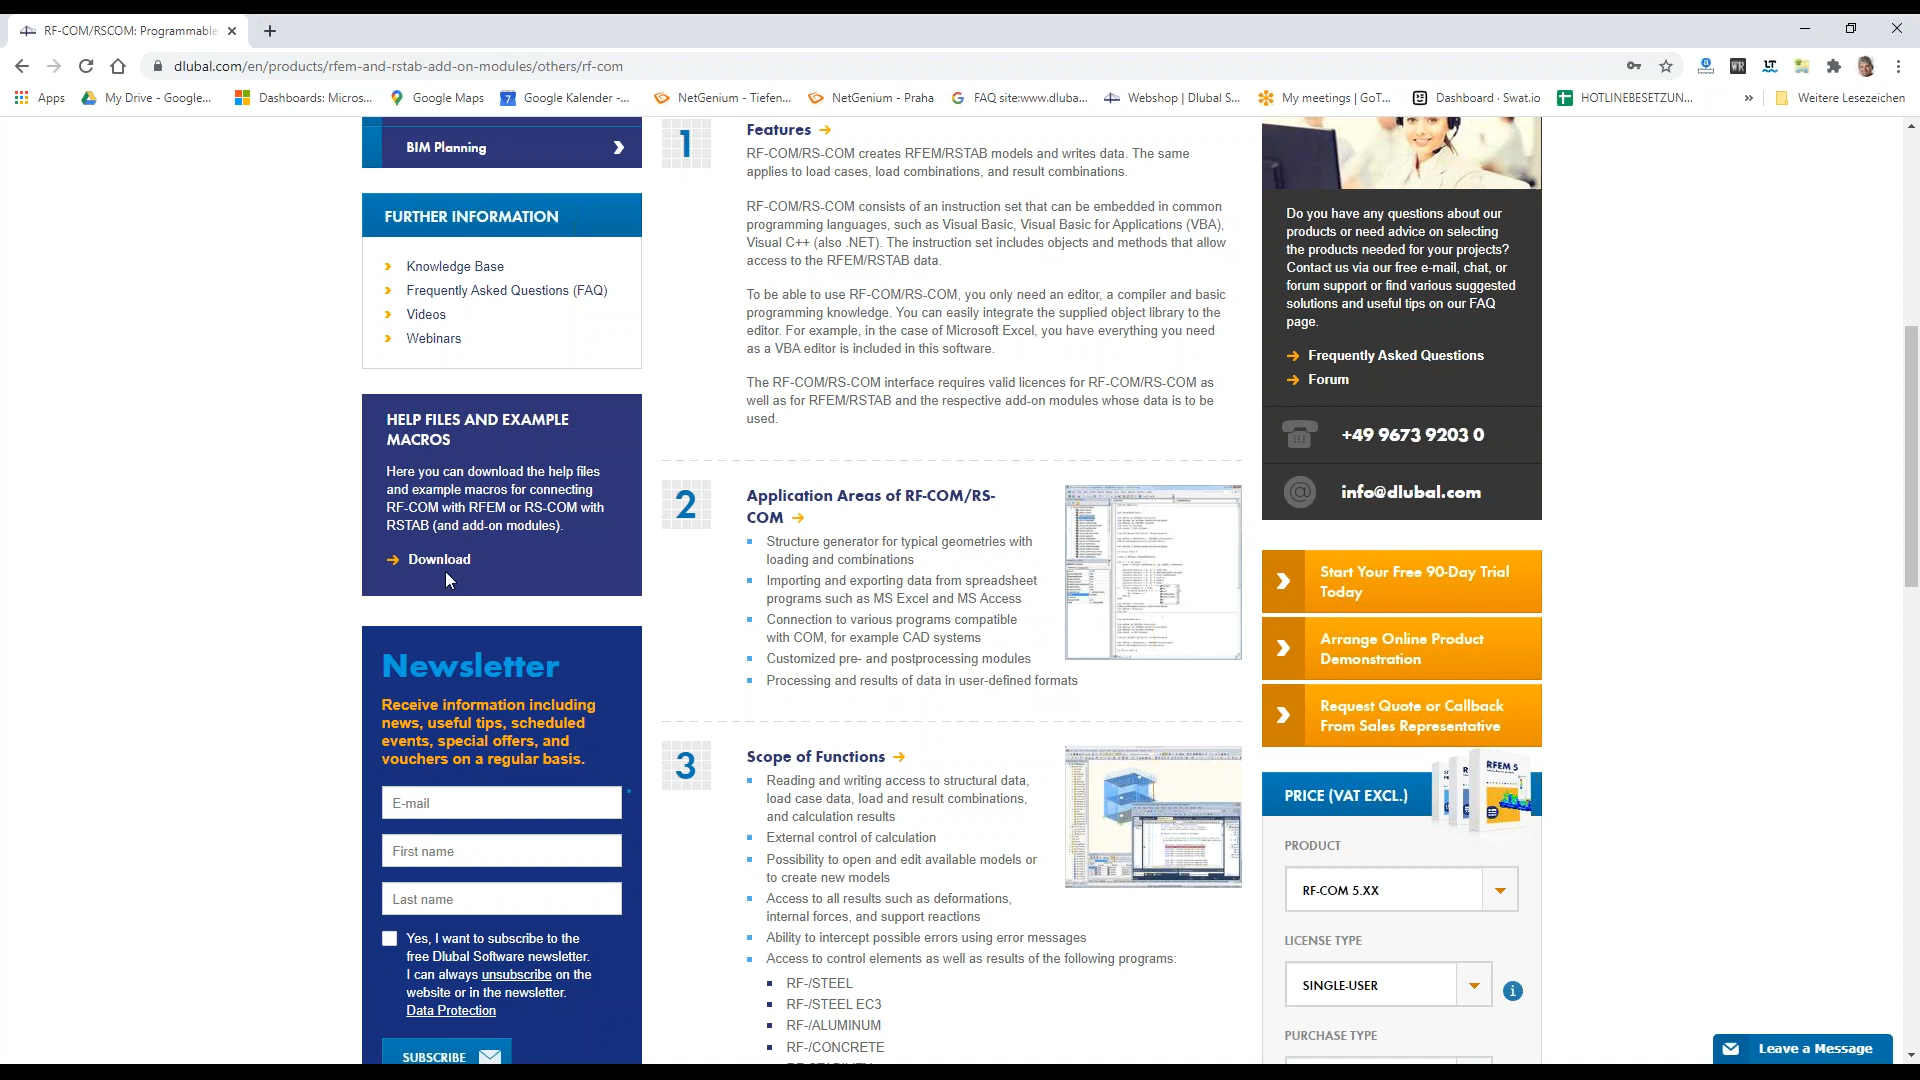 RF-COM/RSCOM: Programmable
dlubal.com/en/products/rfem-and-rstab-add-on-modules/others/rf-com
Apps
My Drive - Google...
Dashboards: Micros...
Google Maps
Google Kalender -...
NetGenium - Tiefen...
NetGenium - Praha
FAQ site:www.dluba...
Webshop | Dlubal S...
My meetings | GoT...
Dashboard · Swat.io
HOTLINEBESETZUN...
»
Weitere Lesezeichen
BIM Planning
FURTHER INFORMATION
Knowledge Base
Frequently Asked Questions (FAQ)
Videos
Webinars
HELP FILES AND EXAMPLE
MACROS
Here you can download the help files
and example macros for connecting
RF-COM with RFEM or RS-COM with
RSTAB (and add-on modules).
Download
Newsletter
Receive information including
news, useful tips, scheduled
events, special offers, and
vouchers on a regular basis.
E-mail
*
First name
Last name
Yes, I want to subscribe to the
free Dlubal Software newsletter.
I can always unsubscribe on the
website or in the newsletter.
Data Protection
SUBSCRIBE
1
Features
RF-COM/RS-COM creates RFEM/RSTAB models and writes data. The same
applies to load cases, load combinations, and result combinations.
RF-COM/RS-COM consists of an instruction set that can be embedded in common
programming languages, such as Visual Basic, Visual Basic for Applications (VBA),
Visual C++ (also .NET). The instruction set includes objects and methods that allow
access to the RFEM/RSTAB data.
To be able to use RF-COM/RS-COM, you only need an editor, a compiler and basic
programming knowledge. You can easily integrate the supplied object library to the
editor. For example, in the case of Microsoft Excel, you have everything you need
as a VBA editor is included in this software.
The RF-COM/RS-COM interface requires valid licences for RF-COM/RS-COM as
well as for RFEM/RSTAB and the respective add-on modules whose data is to be
used.
2
Application Areas of RF-COM/RS-
COM
Structure generator for typical geometries with
loading and combinations
Importing and exporting data from spreadsheet
programs such as MS Excel and MS Access
Connection to various programs compatible
with COM, for example CAD systems
Customized pre- and postprocessing modules
Processing and results of data in user-defined formats
3
Scope of Functions
Reading and writing access to structural data,
load case data, load and result combinations,
and calculation results
External control of calculation
Possibility to open and edit available models or
to create new models
Access to all results such as deformations,
internal forces, and support reactions
Ability to intercept possible errors using error messages
Access to control elements as well as results of the following programs:
RF-/STEEL
RF-/STEEL EC3
RF-/ALUMINUM
RF-/CONCRETE
Do you have any questions about our
products or need advice on selecting
the products needed for your projects?
Contact us via our free e-mail, chat, or
forum support or find various suggested
solutions and useful tips on our FAQ
page.
Frequently Asked Questions
Forum
+49 9673 9203 0
info@dlubal.com
Start Your Free 90-Day Trial
Today
Arrange Online Product
Demonstration
Request Quote or Callback
From Sales Representative
PRICE (VAT EXCL.)
RFEM 5
PRODUCT
RF-COM 5.XX
LICENSE TYPE
SINGLE-USER
PURCHASE TYPE
Leave a Message